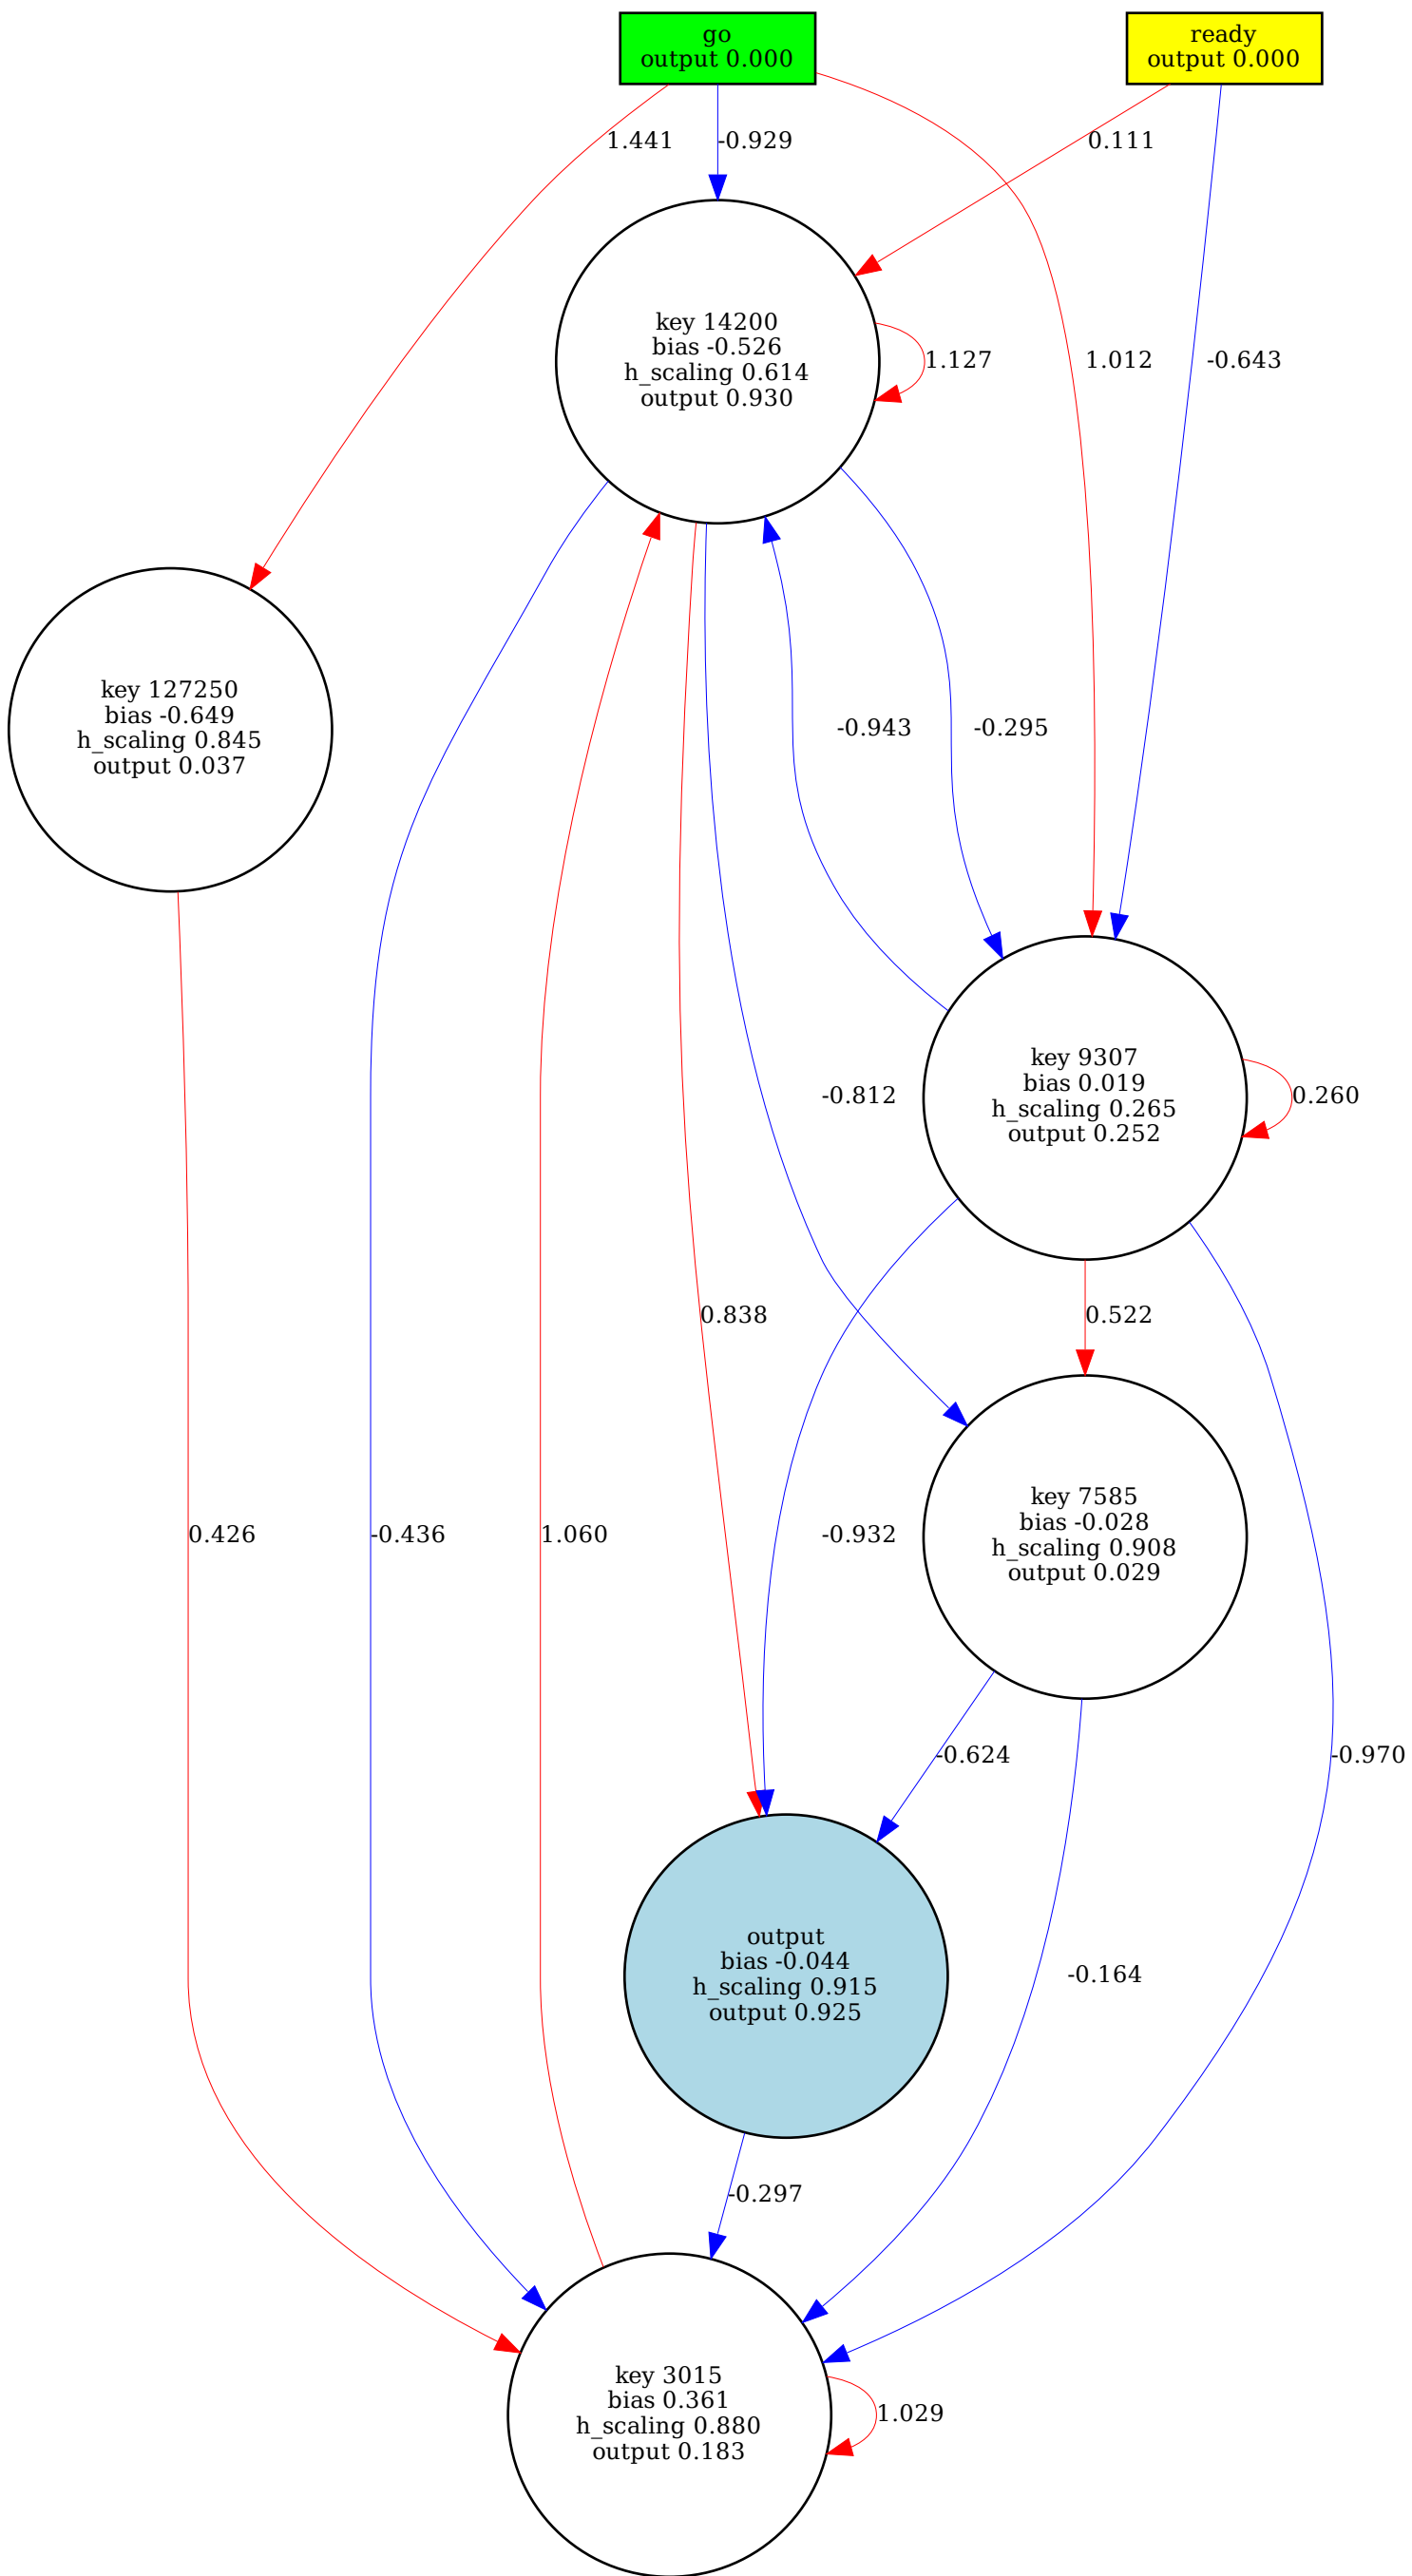 go
output 0.000
ready
output 0.000
1.441
-0.929
0.111
key 14200
bias -0.526
h_scaling 0.614
output 0.930
1.127
1.012
-0.643
key 127250
bias -0.649
h_scaling 0.845
output 0.037
-0.943
-0.295
key 9307
bias 0.019
h_scaling 0.265
output 0.252
-0.812
0.260
0.838
0.522
key 7585
bias -0.028
h_scaling 0.908
output 0.029
0.426
-0.436
1.060
-0.932
-0.624
-0.970
output
bias -0.044
h_scaling 0.915
output 0.925
-0.164
-0.297
key 3015
bias 0.361
h_scaling 0.880
output 0.183
1.029